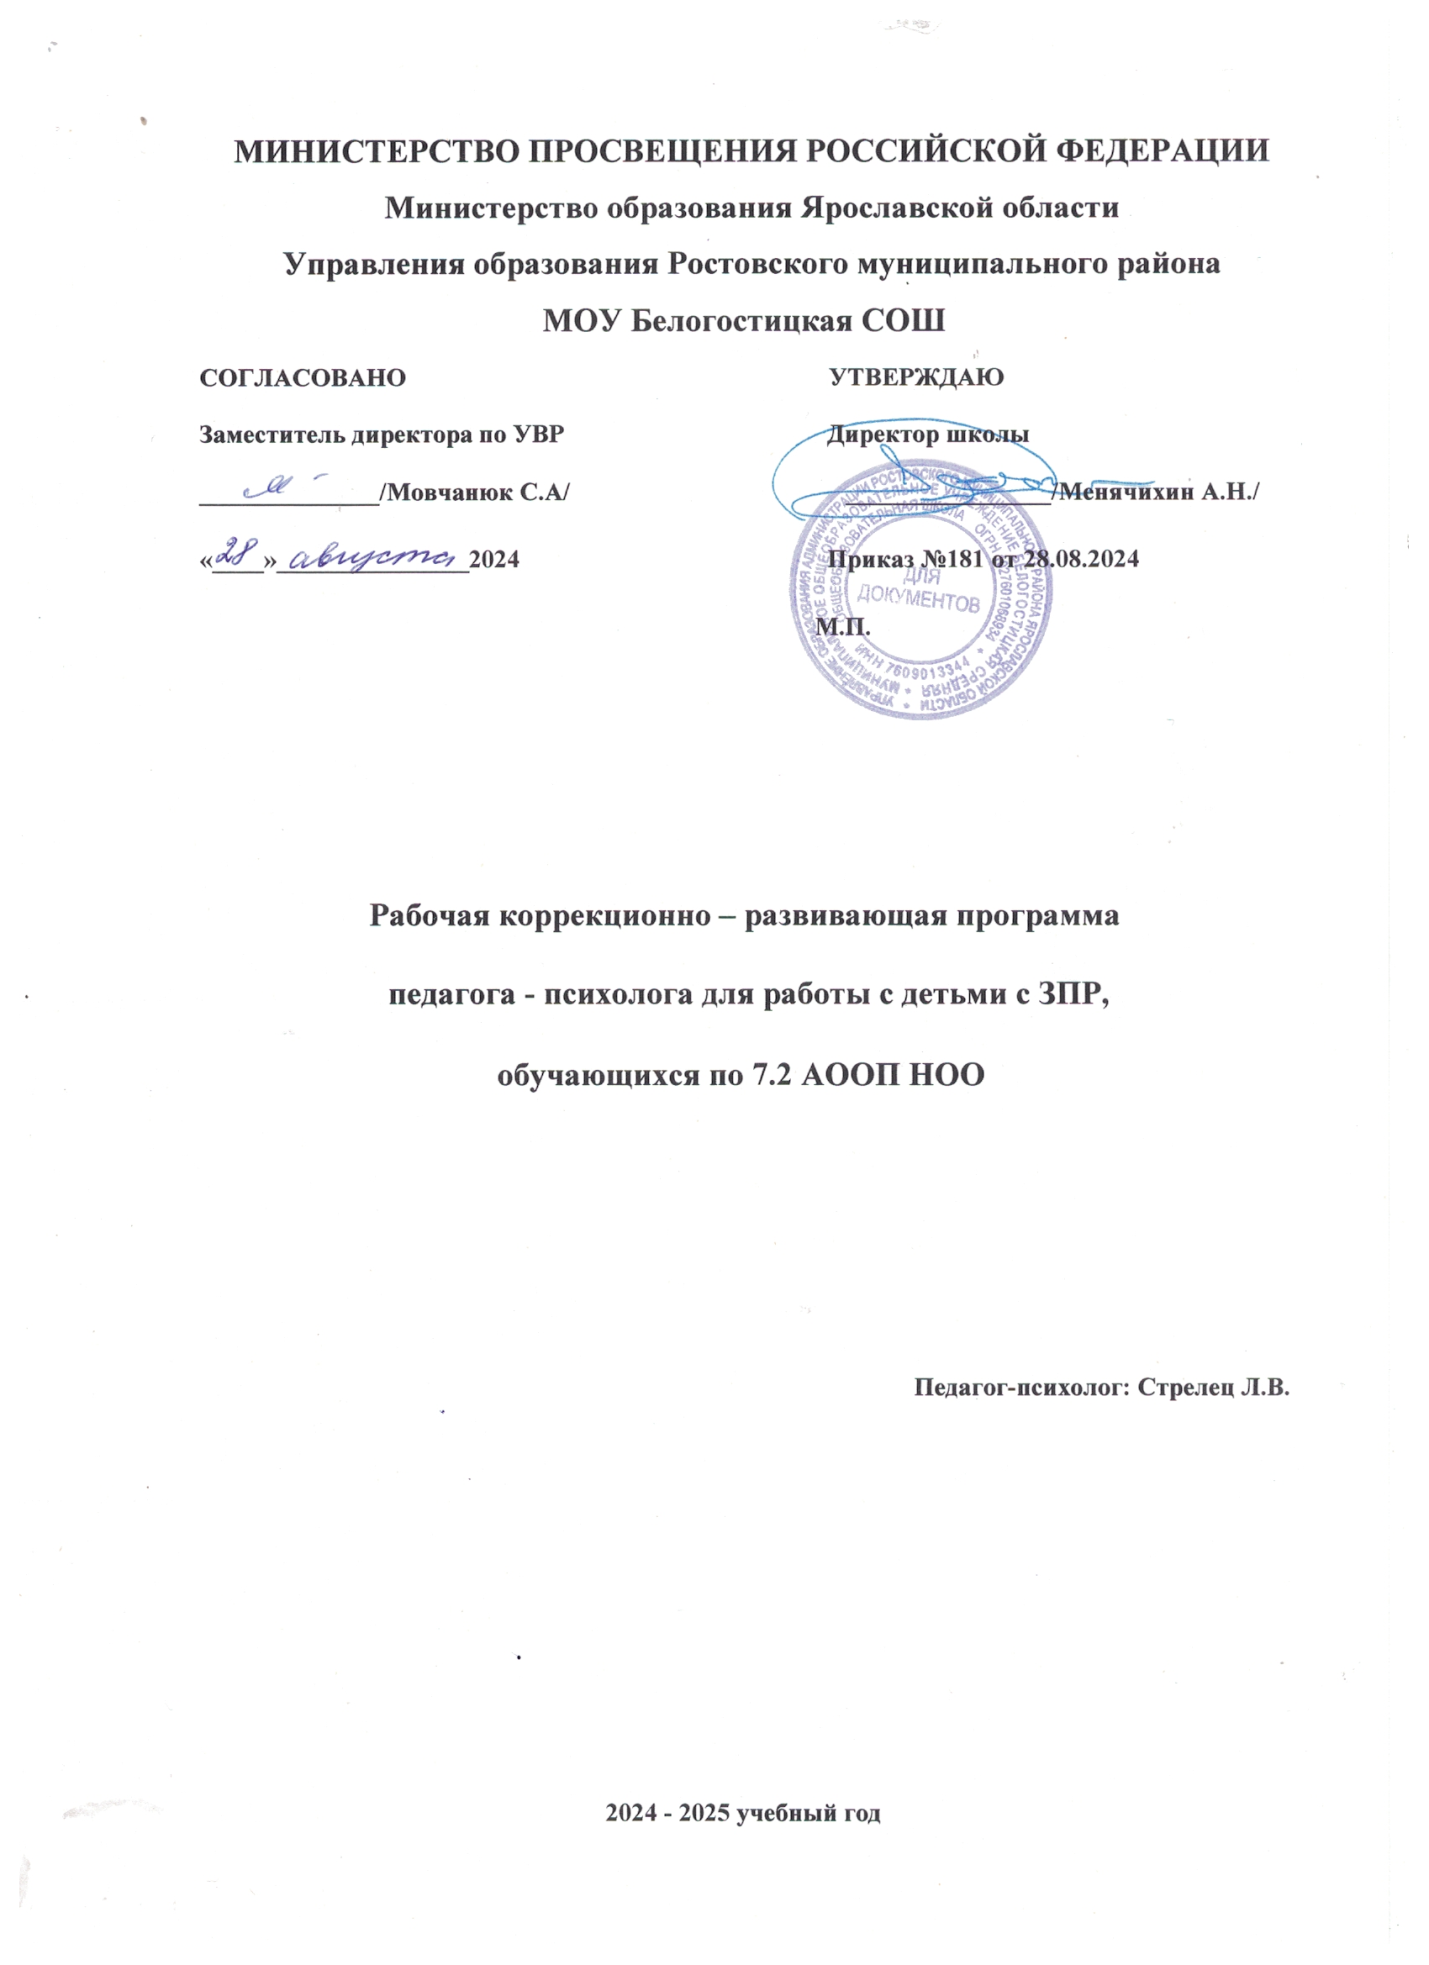 МИНИСТЕРСТВО ПРОСВЕЩЕНИЯ РОССИЙСКОЙ ФЕДЕРАЦИИ
Министерство образования Ярославской области
Управления образования Ростовского муниципального района
МОУ Белогостицкая СОШ
СОГЛАСОВАНО
УТВЕРЖДАЮ
Заместитель директора по УВР
Директор школы
/Мовчанюк С.А/
/Менячихин А.Н./
«28» августа 2024
Приказ №181 от 28.08.2024
М.П.
ДЛЯ
ДОКУМЕНТОВ
ИНН 7609013344
Рабочая коррекционно – развивающая программа
педагога - психолога для работы с детьми с ЗПР,
обучающихся по 7.2 АООП НОО
Педагог-психолог: Стрелец Л.В.
2024 - 2025 учебный год